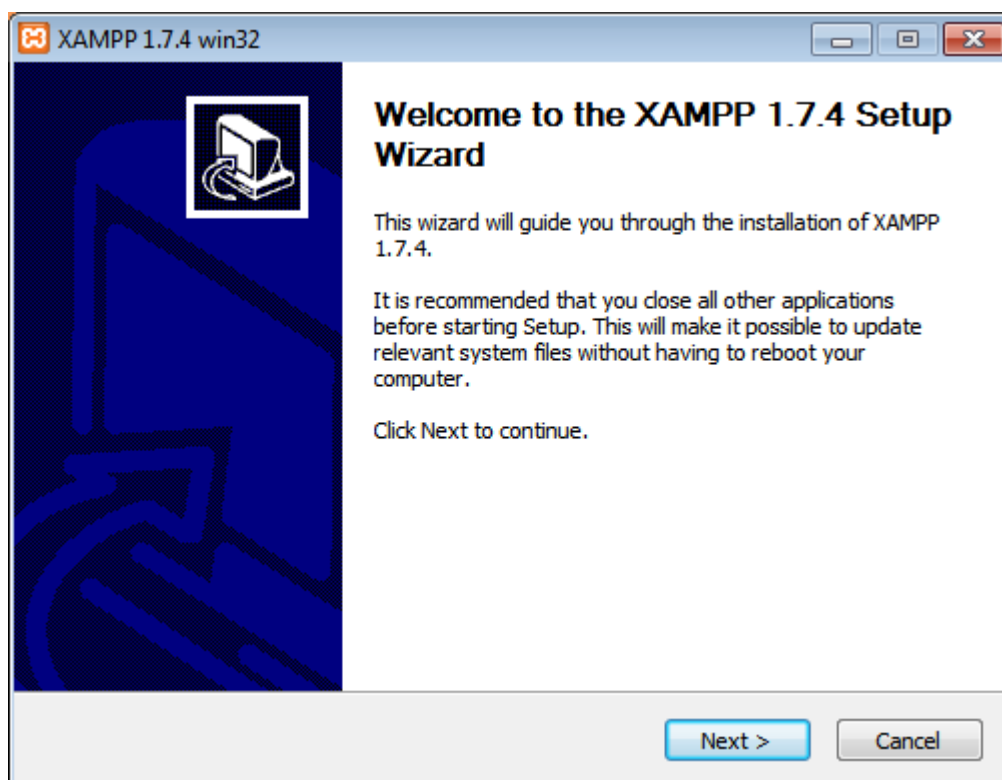 XAMPP 1.7.4 win32
Welcome to the XAMPP 1.7.4 Setup
Wizard
This wizard will guide you through the installation of XAMPP
1.7.4.
It is recommended that you close all other applications
before starting Setup. This will make it possible to update
relevant system files without having to reboot your
computer.
Click Next to continue.
Next >
Cancel